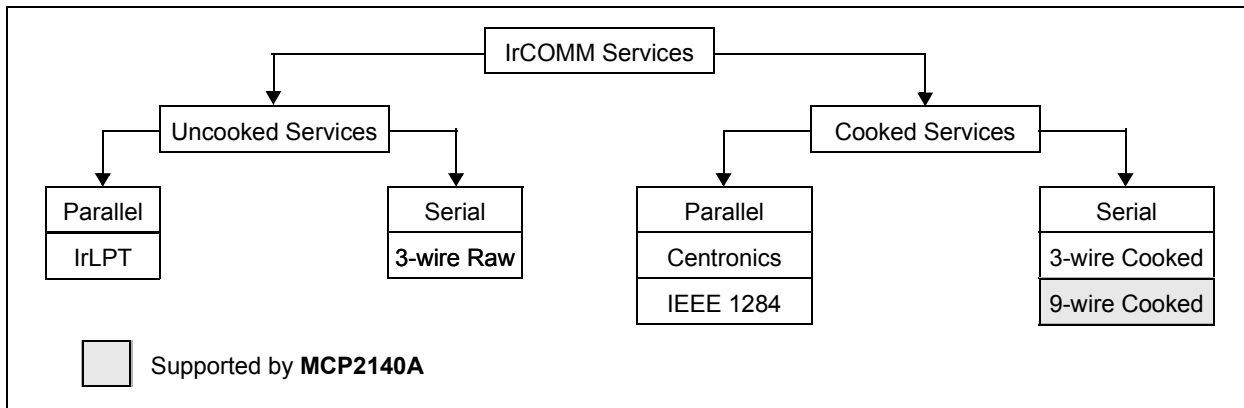 IrCOMM Services
Uncooked Services
Cooked Services
Parallel
IrLPT
Serial
3-wire Raw
Parallel
Centronics
IEEE 1284
Serial
3-wire Cooked
9-wire Cooked
Supported by MCP2140A